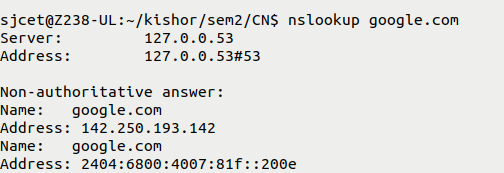 sjcet@Z238-UL:~/kishor/sem2/CN$ nslookup google.com
Server:         127.0.0.53
Address:        127.0.0.53#53

Non-authoritative answer:
Name:   google.com
Address: 142.250.193.142
Name:   google.com
Address: 2404:6800:4007:81f::200e